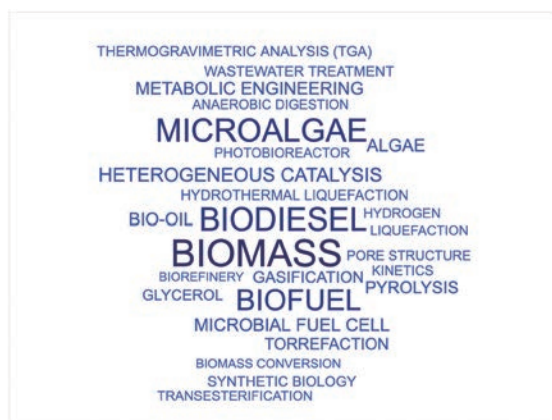 THERMOGRAVIMETRIC ANALYSIS (TGA)
WASTEWATER TREATMENT
METABOLIC ENGINEERING
ANAEROBIC DIGESTION
MICROALGAE
ALGAE
PHOTOBIOREACTOR
HETEROGENEOUS CATALYSIS
HYDROTHERMAL LIQUEFACTION
BIO-OIL
BIODIESEL
HYDROGEN
LIQUEFACTION
BIOMASS
PORE STRUCTURE
KINETICS
BIOREFINERY
GASIFICATION
PYROLYSIS
GLYCEROL
BIOFUEL
MICROBIAL FUEL CELL
TORREFACTION
BIOMASS CONVERSION
SYNTHETIC BIOLOGY
TRANSESTERIFICATION